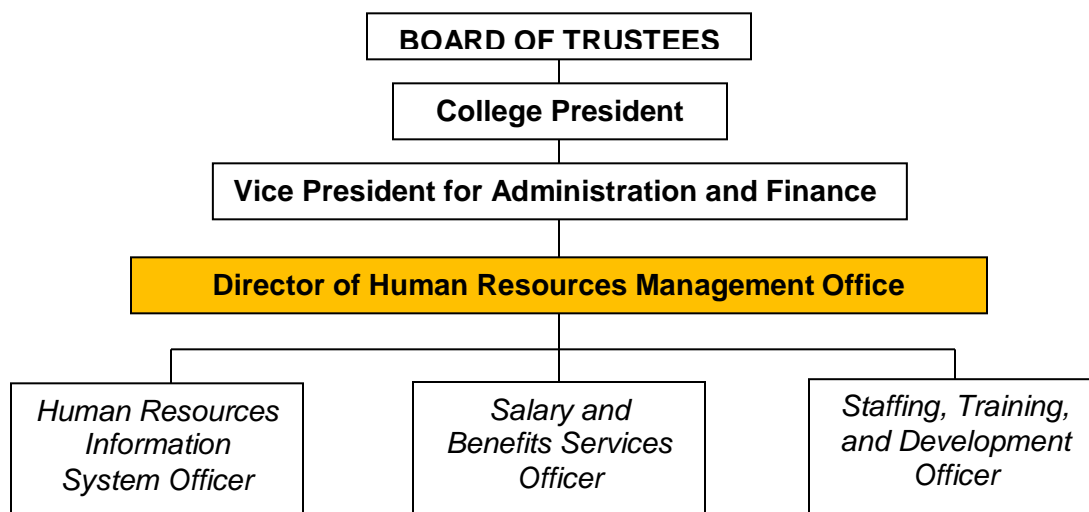 BOARD OF TRUSTEES
College President
Vice President for Administration and Finance
Director of Human Resources Management Office
Human Resources
Information
System Officer
Salary and
Benefits Services
Officer
Staffing, Training,
and Development
Officer